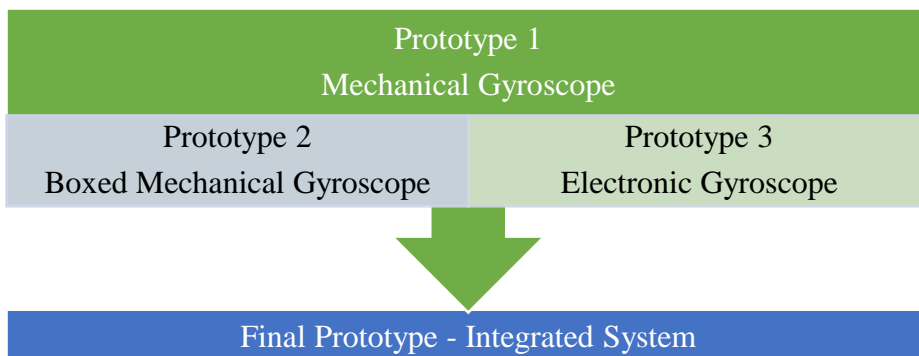 Prototype 1
Mechanical Gyroscope
Prototype 2
Boxed Mechanical Gyroscope
Prototype 3
Electronic Gyroscope
Final Prototype - Integrated System